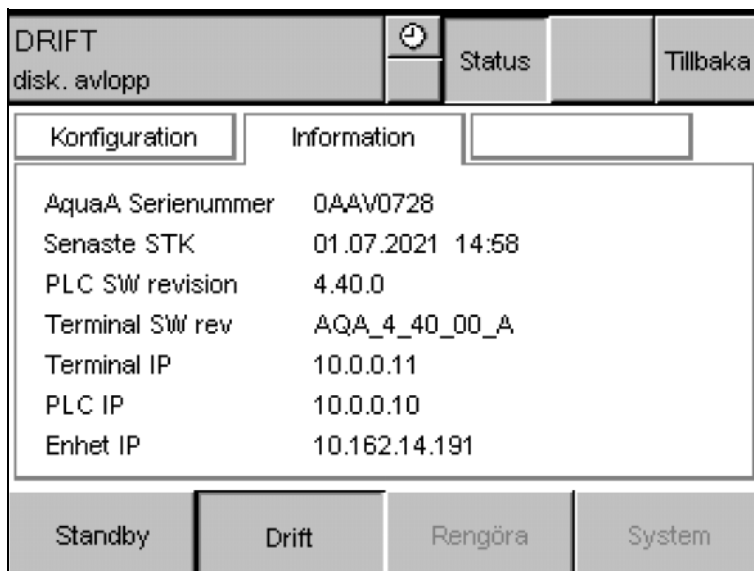 DRIFT
disk. avlopp
Status
Tillbaka
Konfiguration
Information
AquaA Serienummer 0AAV0728
Senaste STK 01.07.2021 14:58
PLC SW revision 4.40.0
Terminal SW rev AQA_4_40_00_A
Terminal IP 10.0.0.11
PLC IP 10.0.0.10
Enhet IP 10.162.14.191
Standby
Drift
Rengöra
System